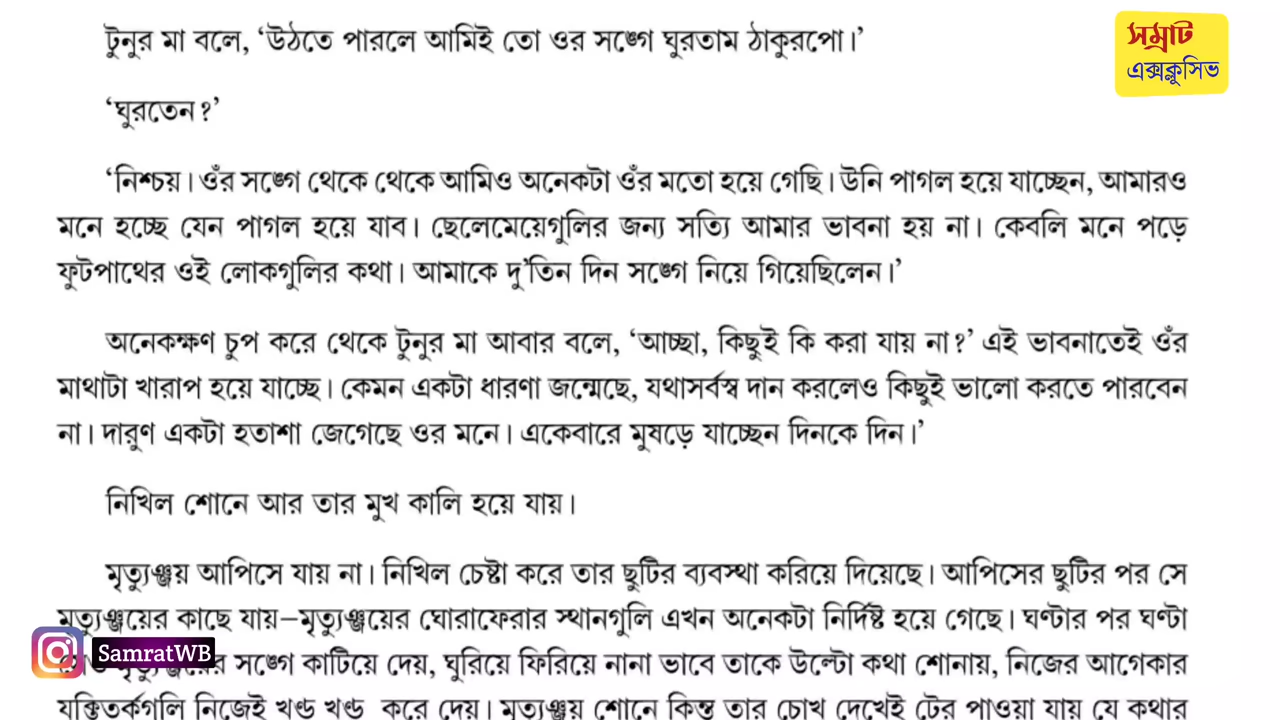 টুনুর মা বলে, ‘উঠতে পারলে আমিই তো ওর সঙ্গে ঘুরতাম ঠাকুরপো।’
সম্রাট
এক্সক্লুসিভ
‘ঘুরতেন?’
‘নিশ্চয়। ওঁর সঙ্গে থেকে থেকে আমিও অনেকটা ওঁর মতো হয়ে গেছি। উনি পাগল হয়ে যাচ্ছেন, আমারও
মনে হচ্ছে যেন পাগল হয়ে যাব। ছেলেমেয়েগুলির জন্য সত্যি আমার ভাবনা হয় না। কেবলি মনে পড়ে
ফুটপাথের ওই লোকগুলির কথা। আমাকে দু’তিন দিন সঙ্গে নিয়ে গিয়েছিলেন।’
অনেকক্ষণ চুপ করে থেকে টুনুর মা আবার বলে, ‘আচ্ছা, কিছুই কি করা যায় না?’ এই ভাবনাতেই ওঁর
মাথাটা খারাপ হয়ে যাচ্ছে। কেমন একটা ধারণা জন্মেছে, যথাসর্বস্ব দান করলেও কিছুই ভালো করতে পারবেন
না। দারুণ একটা হতাশা জেগেছে ওর মনে। একেবারে মুষড়ে যাচ্ছেন দিনকে দিন।’
নিখিল শোনে আর তার মুখ কালি হয়ে যায়।
মৃত্যুঞ্জয় আপিসে যায় না। নিখিল চেষ্টা করে তার ছুটির ব্যবস্থা করিয়ে দিয়েছে। আপিসের ছুটির পর সে
মৃত্যুঞ্জয়ের কাছে যায়–মৃত্যুঞ্জয়ের ঘোরাফেরার স্থানগুলি এখন অনেকটা নির্দিষ্ট হয়ে গেছে। ঘণ্টার পর ঘণ্টা
সঙ্গে কাটিয়ে দেয়, ঘুরিয়ে ফিরিয়ে নানা ভাবে তাকে উল্টো কথা শোনায়, নিজের আগেকার
SamratWB
যুক্তিতর্কগুলি নিজেই খণ্ড খণ্ড করে দেয়। মৃত্যুঞ্জয় শোনে কিন্তু তার চোখ দেখেই টের পাওয়া যায় যে কথার